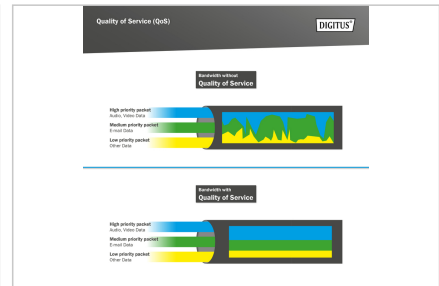 Quality of Service (QoS)
DIGITUS®
Bandwidth without
Quality of Service
High priority packet
Audio, Video Data
Medium priority packet
E-mail Data
Low priority packet
Other Data
Bandwidth with
Quality of Service
High priority packet
Audio, Video Data
Medium priority packet
E-mail Data
Low priority packet
Other Data